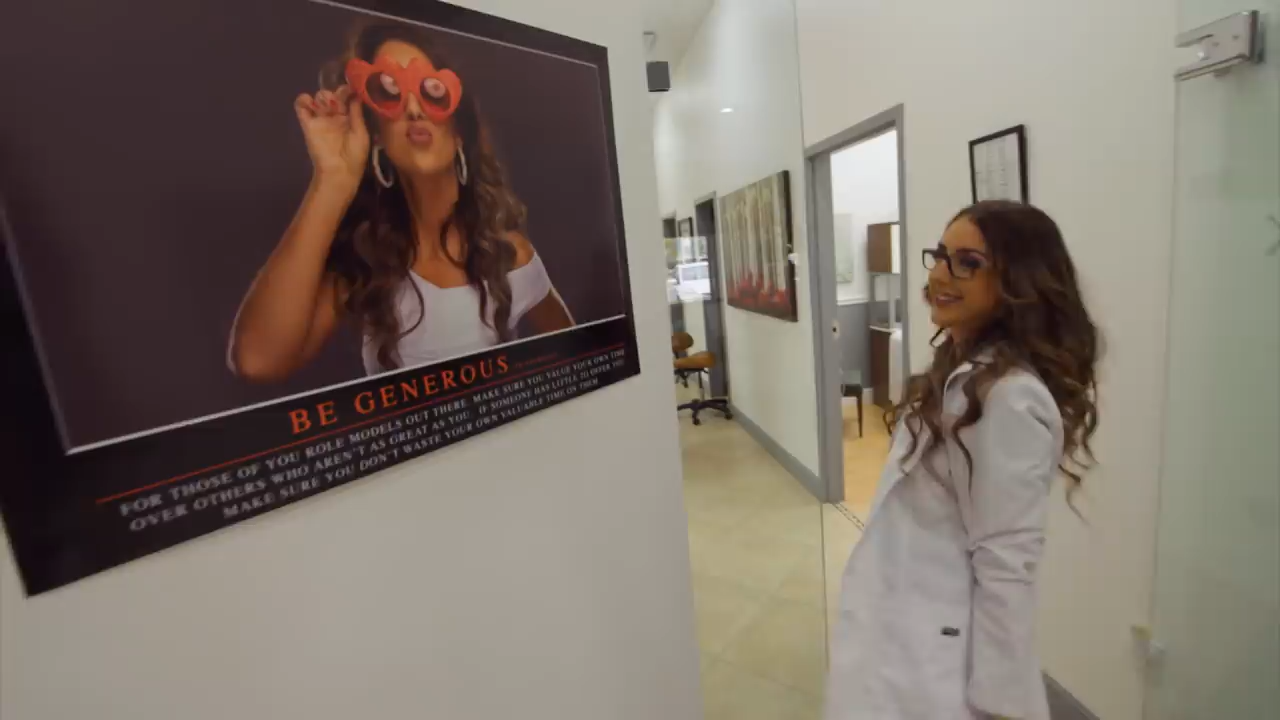 BE GENEROUS
FOR THOSE OF YOU ROLE MODELS OUT THERE. MAKE SURE YOU VALUE YOUR OWN TIME
OVER OTHERS WHO AREN'T AS GREAT AS YOU. IF SOMEONE HAS LITTLE TO OFFER YOU
MAKE SURE YOU DON'T WASTE YOUR OWN VALUABLE TIME ON THEM